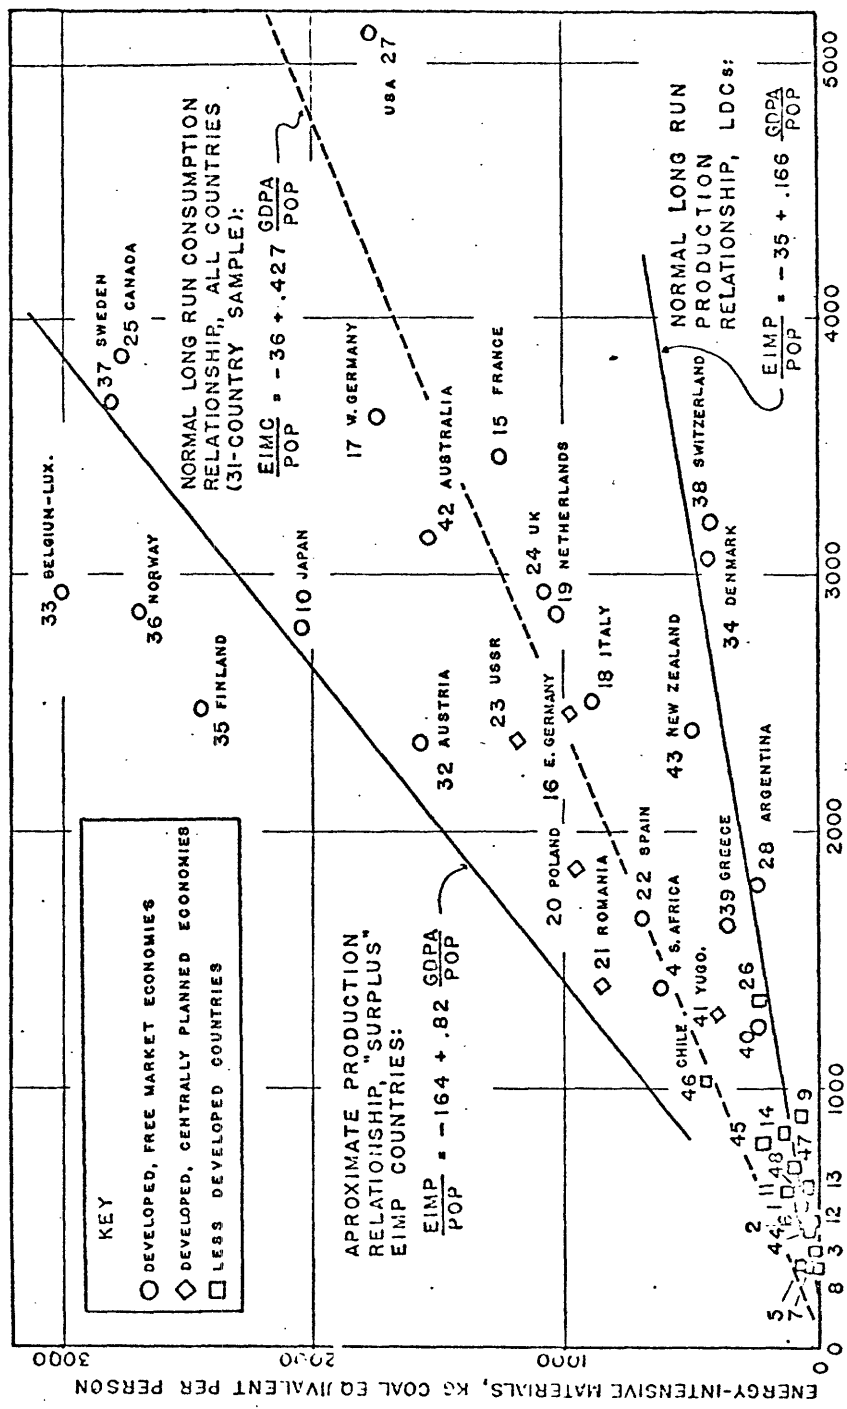 KEY
DEVELOPED, FREE MARKET ECONOMIES
DEVELOPED, CENTRALLY PLANNED ECONOMIES
LESS DEVELOPED COUNTRIES
APROXIMATE PRODUCTION
RELATIONSHIP, "SURPLUS"
EIMP COUNTRIES:
EIMP
POP
= -164 + .82
GDPA
POP
NORMAL LONG RUN CONSUMPTION
RELATIONSHIP, ALL COUNTRIES
(31-COUNTRY SAMPLE):
EIMC
POP
= -36 + .427
GDPA
POP
NORMAL LONG RUN
PRODUCTION
RELATIONSHIP, LDCs:
EIMP
POP
= -35 + .166
GDPA
POP
33 BELGIUM-LUX.
36 NORWAY
35 FINLAND
37 SWEDEN
25 CANADA
10 JAPAN
USA 27
17 W. GERMANY
42 AUSTRALIA
15 FRANCE
32 AUSTRIA
23 USSR
24 UK
19 NETHERLANDS
16 E. GERMANY
18 ITALY
20 POLAND
21 ROMANIA
22 SPAIN
4 S. AFRICA
43 NEW ZEALAND
34 DENMARK
38 SWITZERLAND
39 GREECE
28 ARGENTINA
41 YUGO.
46 CHILE
40
26
45
14
9
47
48
11
13
1
2
12
44
6
3
5
7
8
ENERGY-INTENSIVE MATERIALS, KG COAL EQUIVALENT PER PERSON
3000
2000
1000
0
0
1000
2000
3000
4000
5000